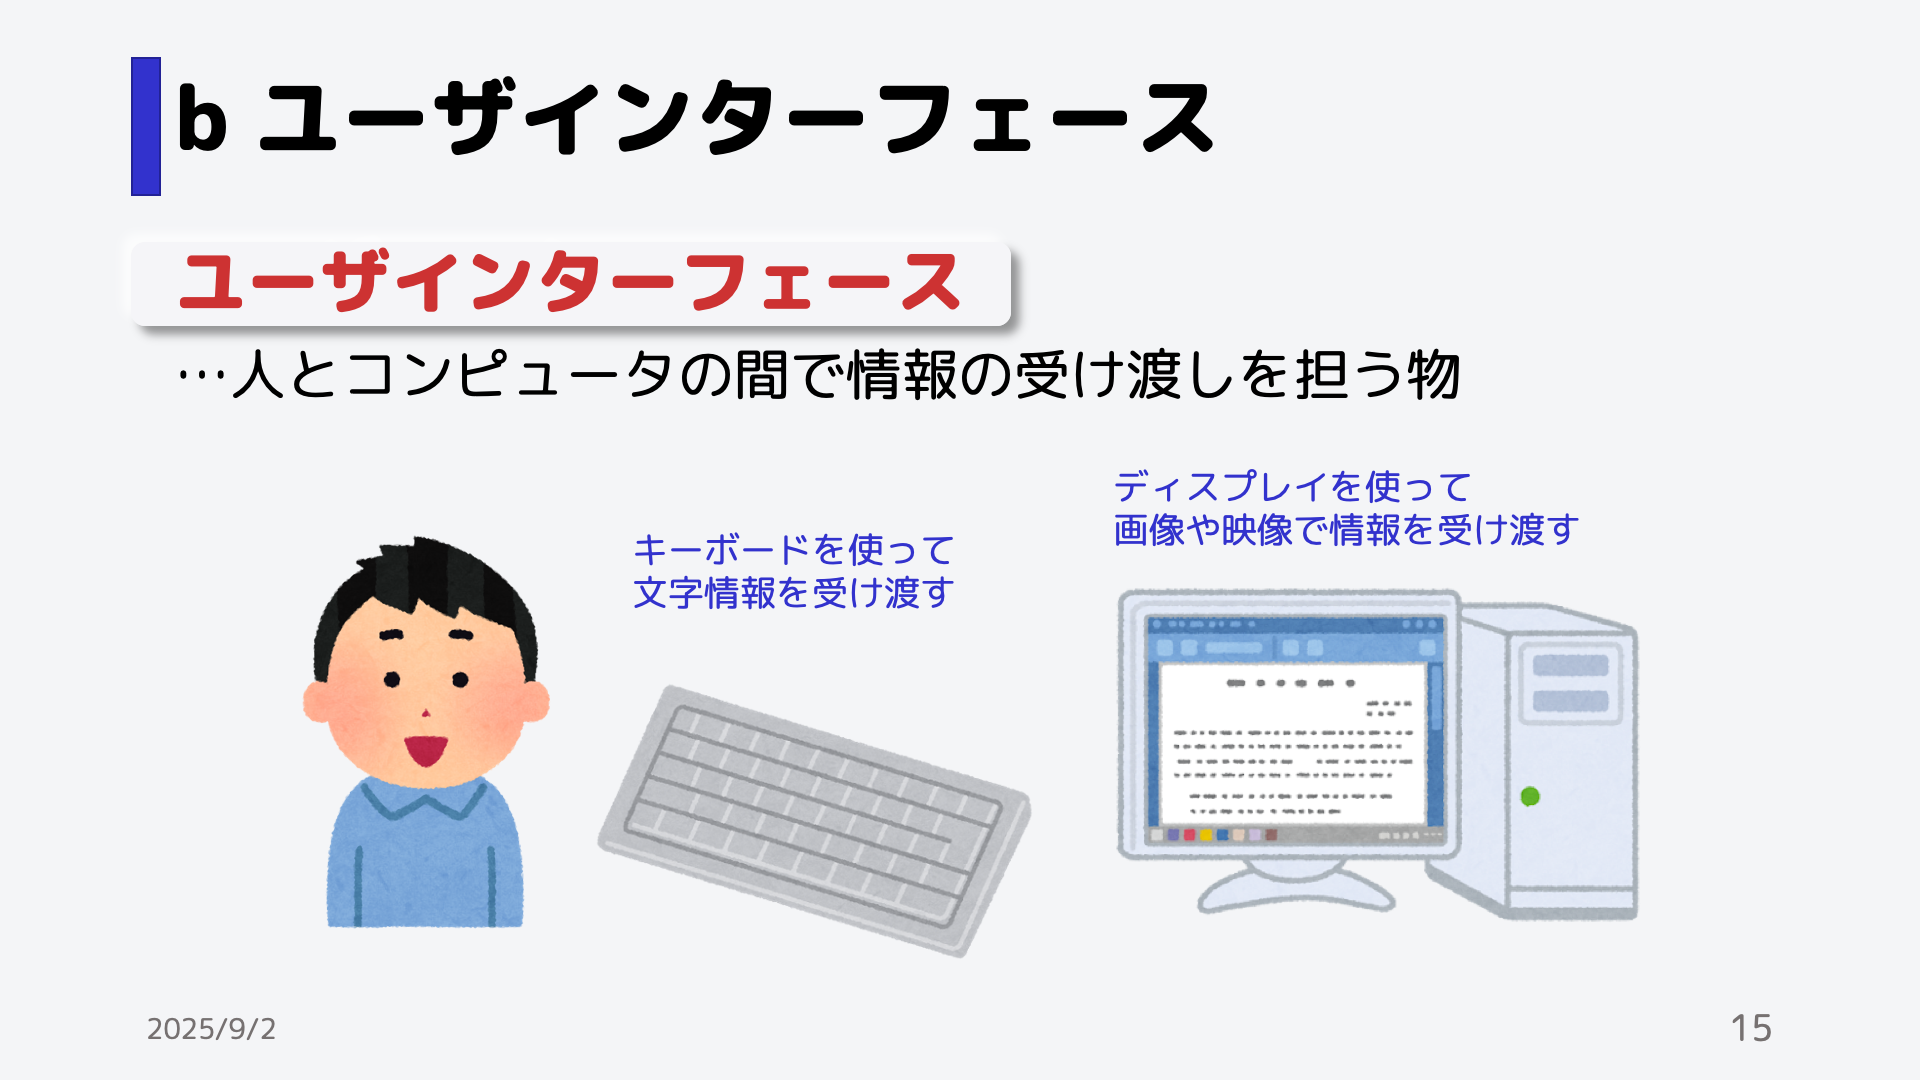 b ユーザインターフェース
ユーザインターフェース
…人とコンピュータの間で情報の受け渡しを担う物
キーボードを使って
文字情報を受け渡す
ディスプレイを使って
画像や映像で情報を受け渡す
2025/9/2
15